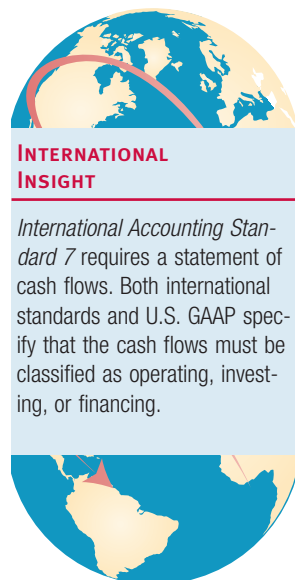 INTERNATIONAL
INSIGHT
International Accounting Stan-
dard 7 requires a statement of
cash flows. Both international
standards and U.S. GAAP spec-
ify that the cash flows must be
classified as operating, invest-
ing, or financing.